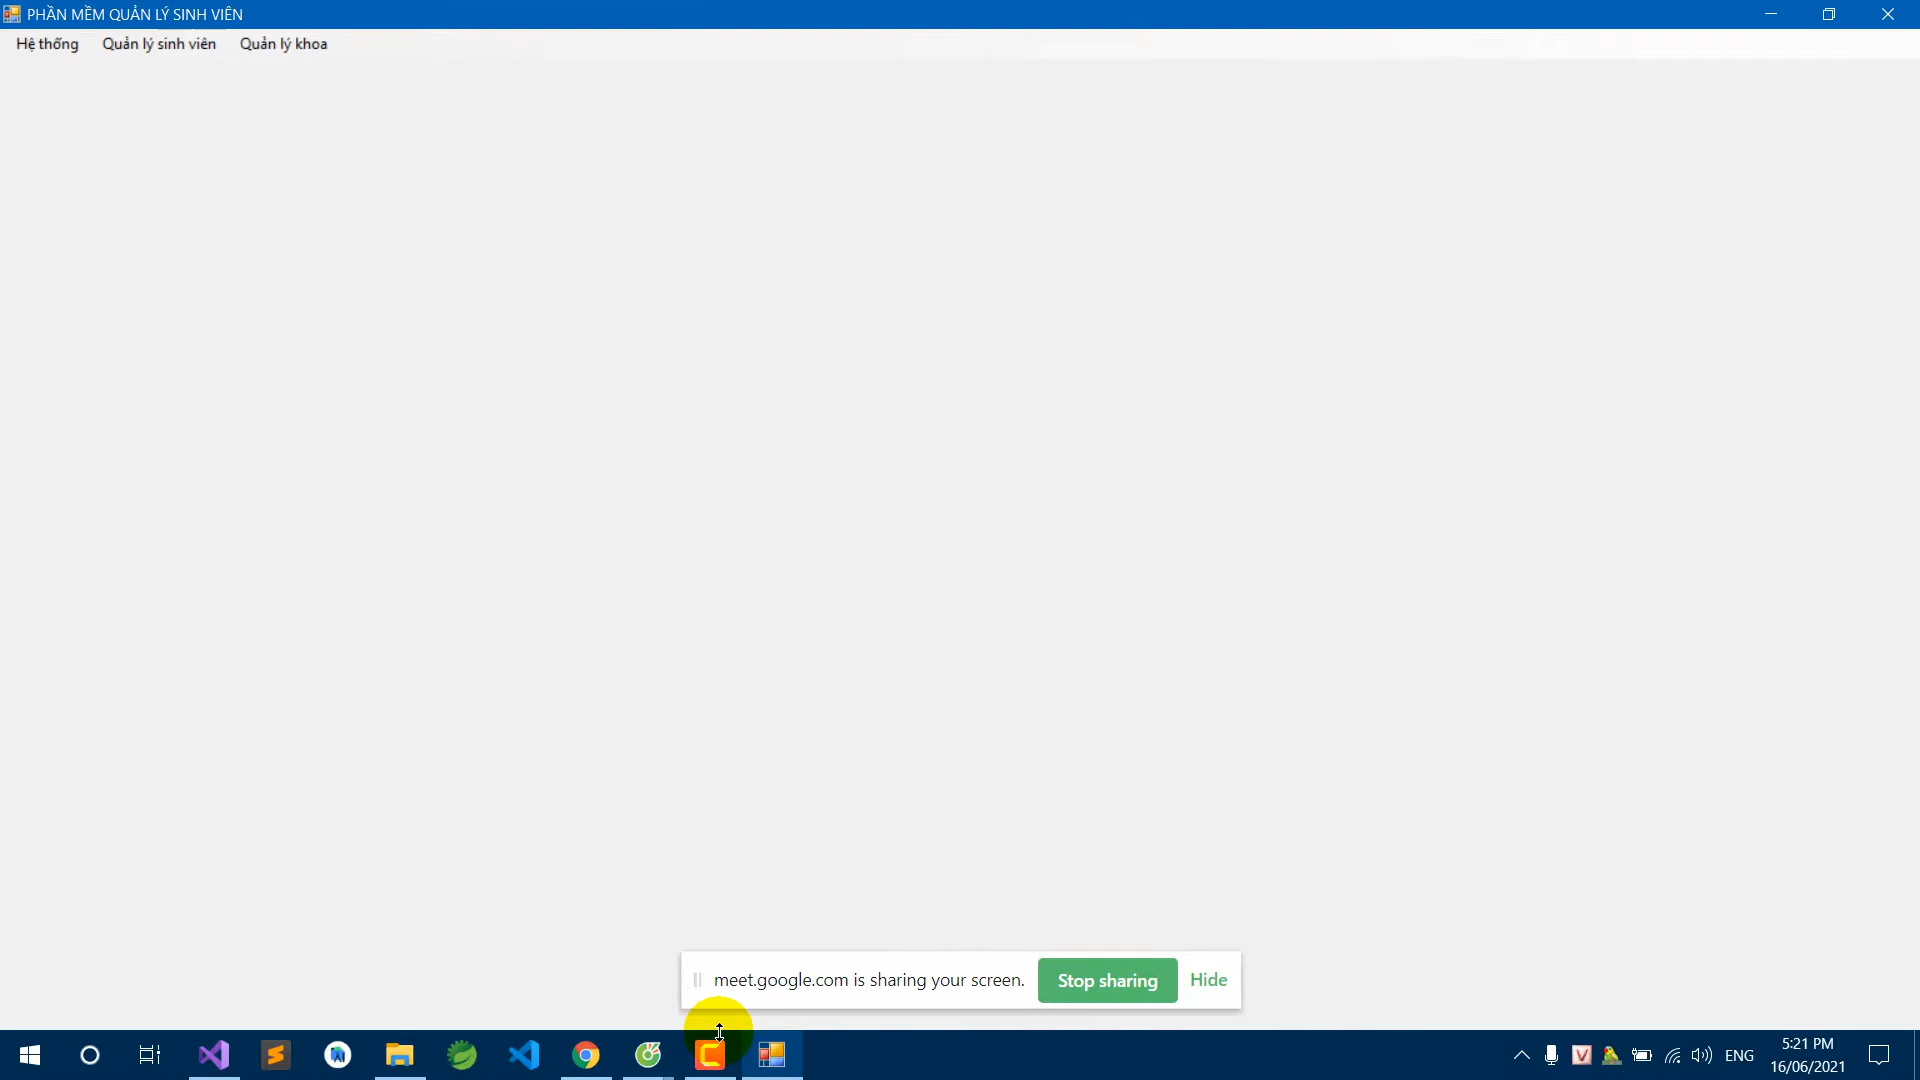 PHẦN MỀM QUẢN LÝ SINH VIÊN
Hệ thống Quản lý sinh viên Quản lý khoa
meet.google.com is sharing your screen. Stop sharing Hide
ENG
5:21 PM
16/06/2021